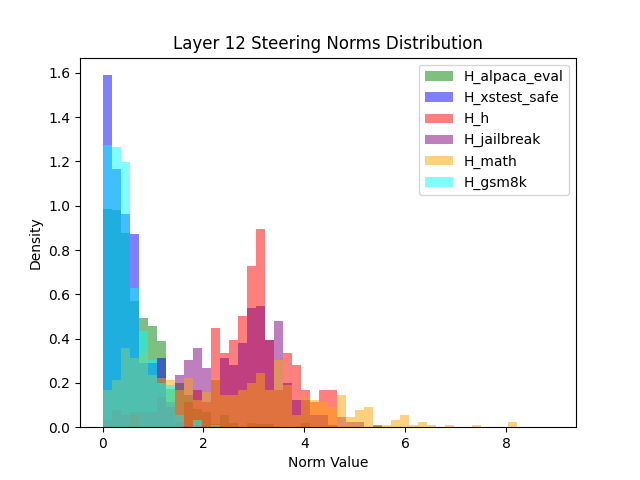 Layer 12 Steering Norms Distribution
1.6
1.4
1.2
1.0
0.8
0.6
0.4
0.2
0.0
Density
0
2
4
6
8
Norm Value
H_alpaca_eval
H_xstest_safe
H_h
H_jailbreak
H_math
H_gsm8k